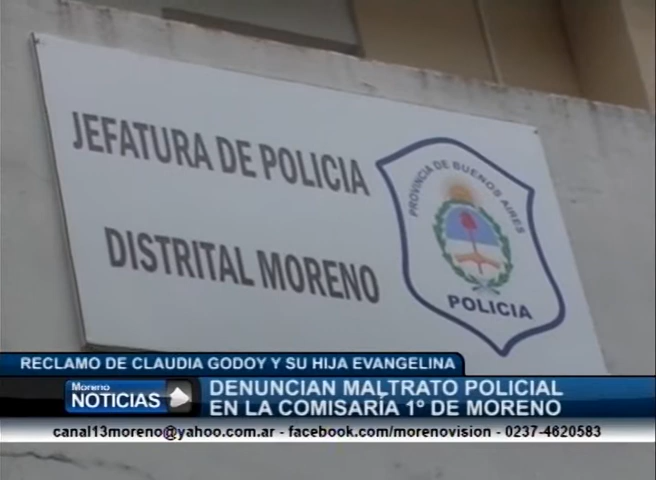 JEFATURA DE POLICIA
DISTRITAL MORENO
PROVINCIA DE BUENOS AIRES
POLICIA
RECLAMO DE CLAUDIA GODOY Y SU HIJA EVANGELINA
Moreno
NOTICIAS
DENUNCIAN MALTRATO POLICIAL
EN LA COMISARÍA 1º DE MORENO
canal13moreno@yahoo.com.ar - facebook.com/morenovision - 0237-4620583